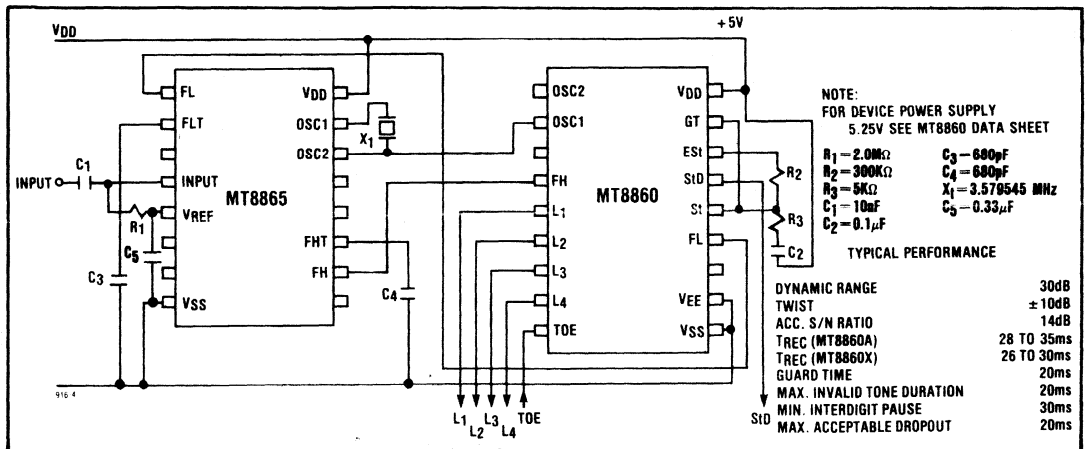 VDD
+5V
FL
FLT
INPUT
VREF
VSS
MT8865
VDD
OSC1
OSC2
FHT
FH
C1
INPUT
R1
C5
C3
X1
C4
OSC2
OSC1
FH
L1
L2
L3
L4
TOE
MT8860
VDD
GT
ESt
StD
St
FL
VEE
VSS
R2
R3
C2
L1
L2
L3
L4
TOE
StD
916 4
NOTE:
FOR DEVICE POWER SUPPLY
5.25V SEE MT8860 DATA SHEET
R1=2.0MΩ C3–680pF
R2=300KΩ C4=680pF
R3=5KΩ X1=3.579545 MHz
C1=10nF C5–0.33μF
C2=0.1μF
TYPICAL PERFORMANCE
DYNAMIC RANGE 30dB
TWIST ±10dB
ACC. S/N RATIO 14dB
TREC (MT8860A) 28 TO 35ms
TREC (MT8860X) 26 TO 30ms
GUARD TIME 20ms
MAX. INVALID TONE DURATION 20ms
MIN. INTERDIGIT PAUSE 30ms
MAX. ACCEPTABLE DROPOUT 20ms